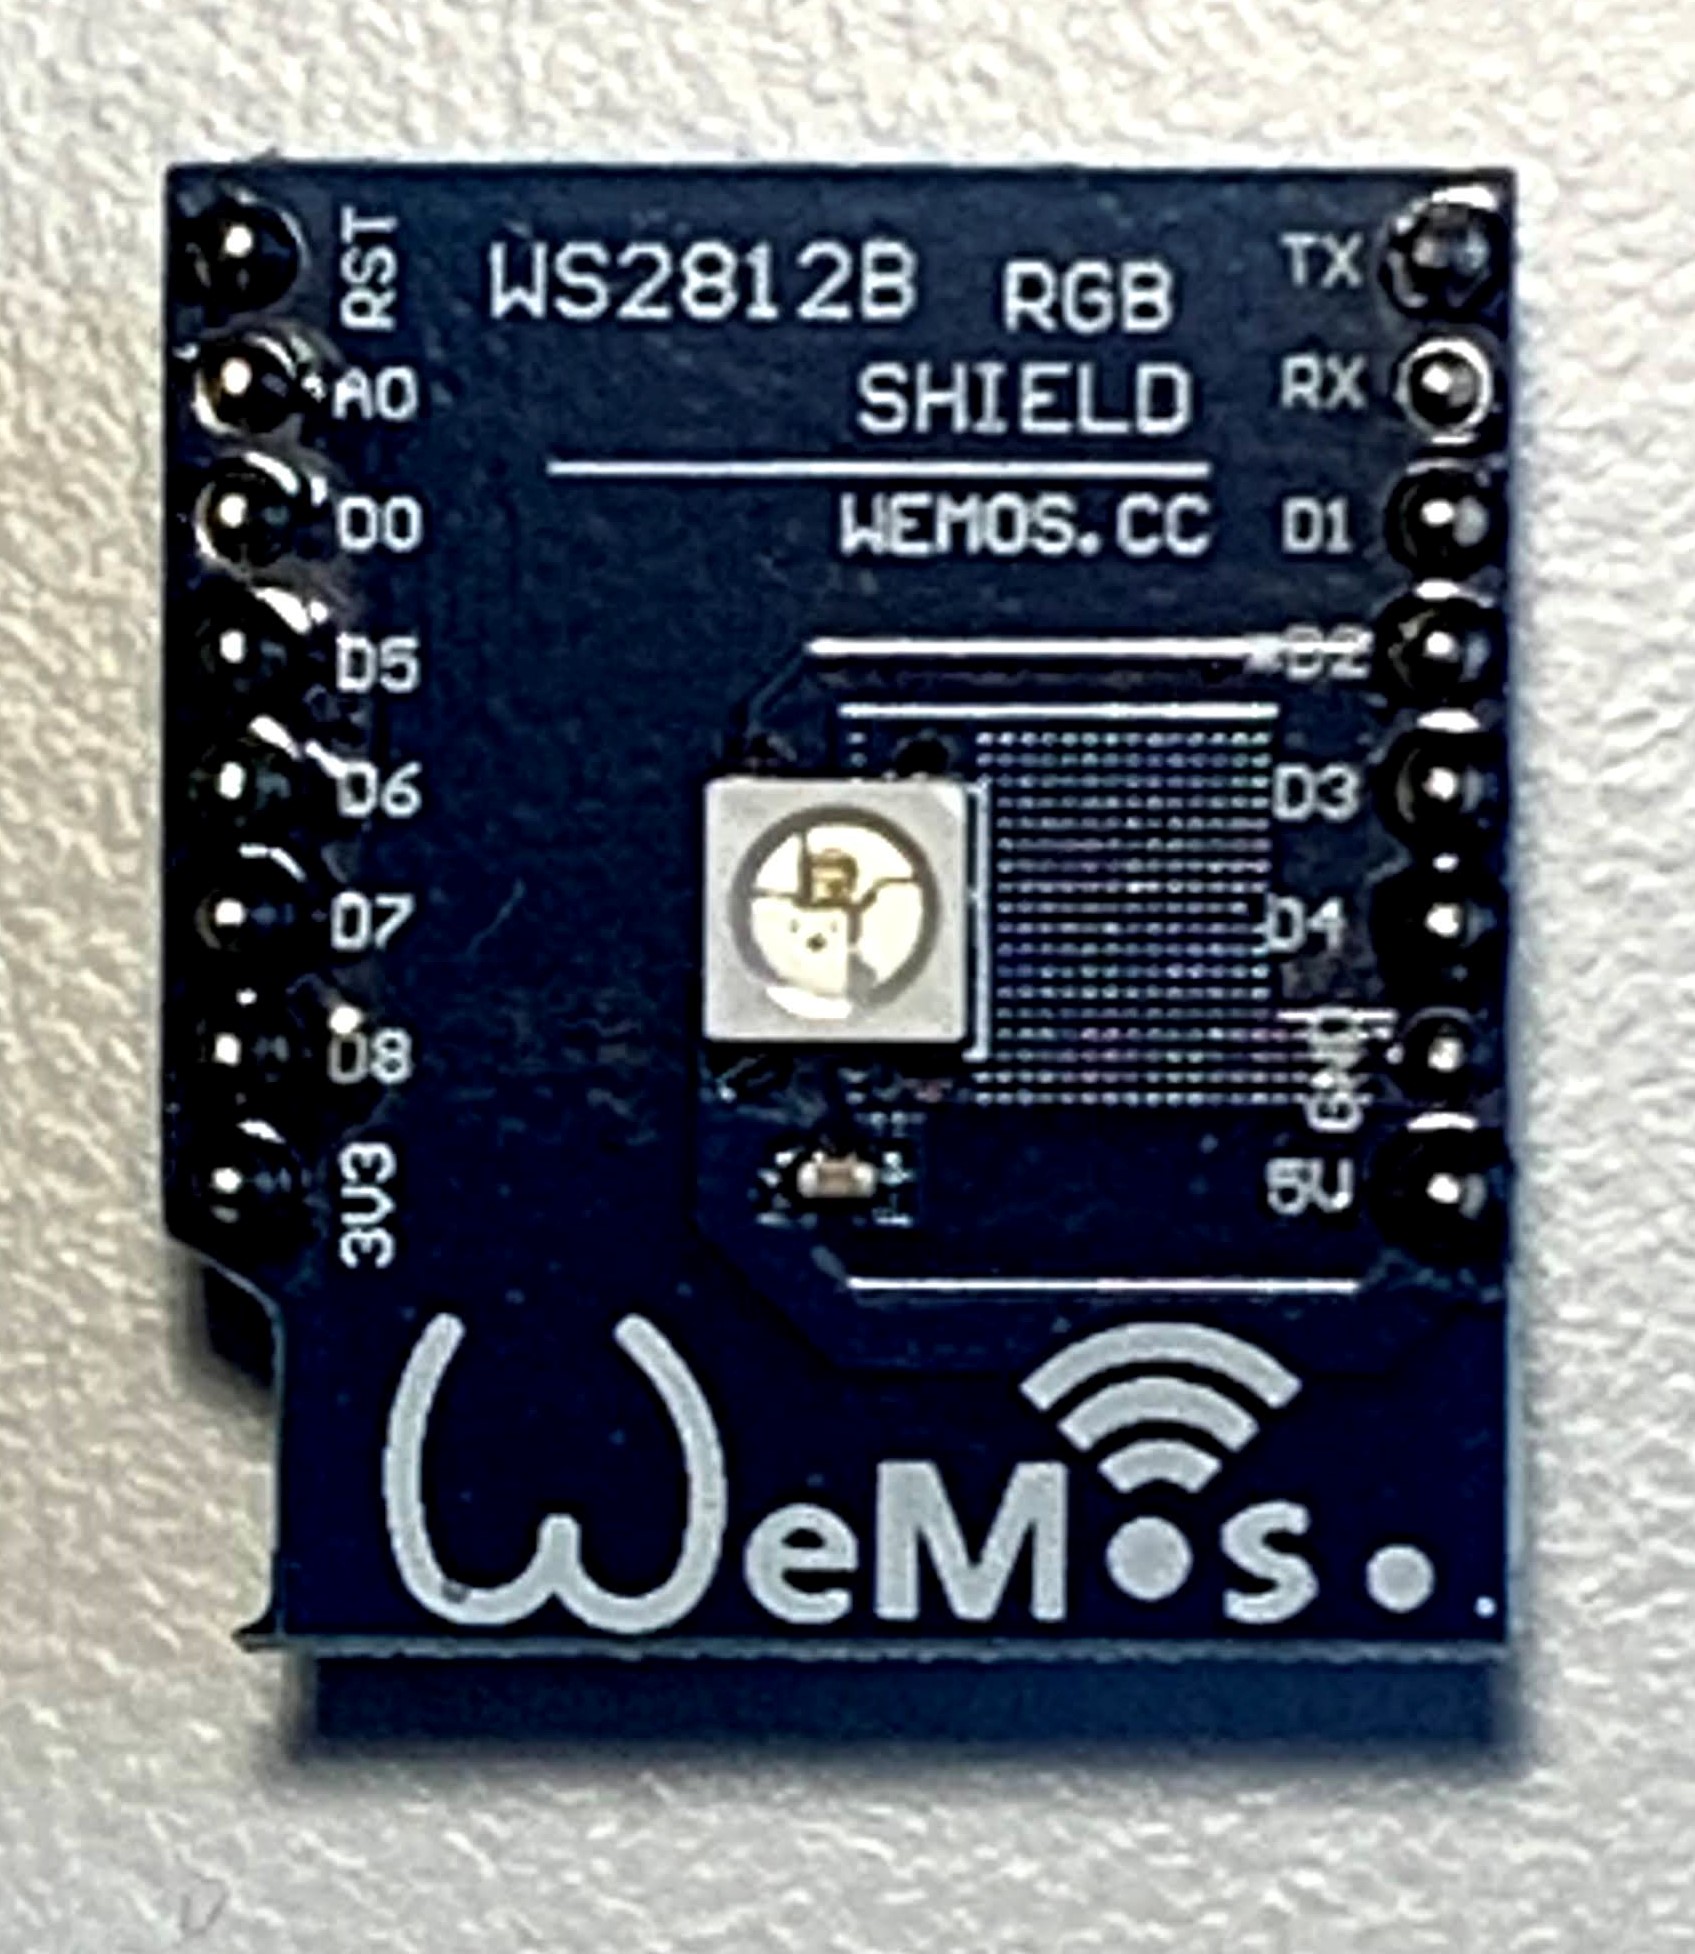 RST
WS2812B RGB
TX
A0
SHIELD
RX
D0
WEMOS.CC
D1
D5
D2
D6
D3
D7
D4
D8
3V3
5V
WeMos.